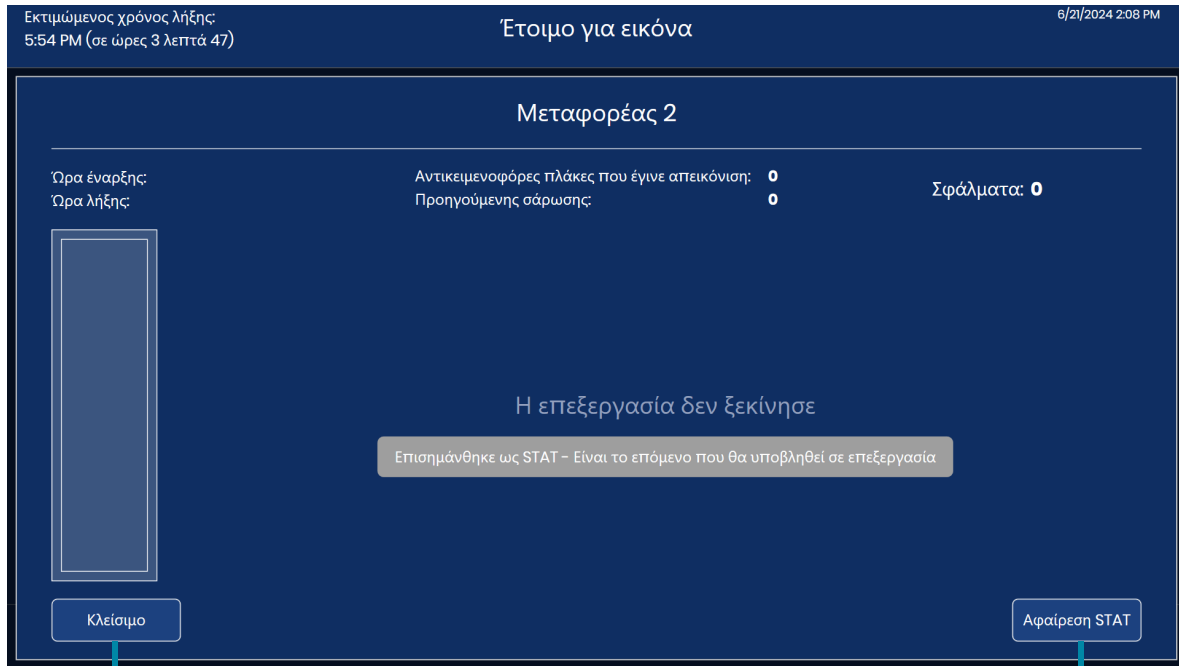 Εκτιμώμενος χρόνος λήξης:
5:54 PM (σε ώρες 3 λεπτά 47)
Έτοιμο για εικόνα
6/21/2024 2:08 PM
Μεταφορέας 2
Ώρα έναρξης:
Ώρα λήξης:
Αντικειμενοφόρες πλάκες που έγινε απεικόνιση: 0
Προηγούμενης σάρωσης: 0
Σφάλματα: 0
Η επεξεργασία δεν ξεκίνησε
Επισημάνθηκε ως STAT - Είναι το επόμενο που θα υποβληθεί σε επεξεργασία
Κλείσιμο
Αφαίρεση STAT